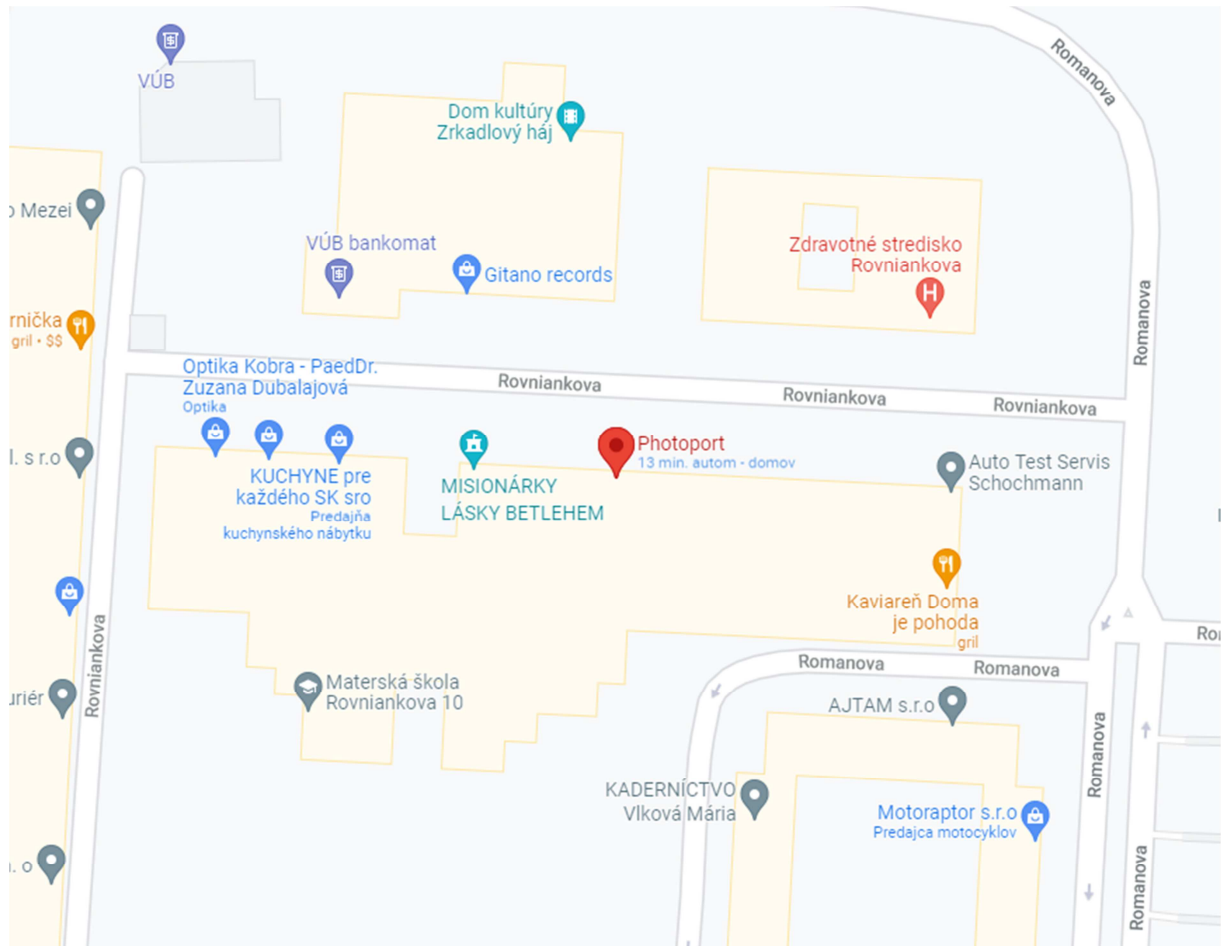 VÚB
Romanova
Dom kultúry
Zrkadlový háj
Mezei
VÚB bankomat
Gitano records
Zdravotné stredisko
Rovniankova
H
Romanova
gril • $$
Optika Kobra - PaedDr.
Zuzana Dubalajová
Optika
Rovniankova
Rovniankova
Rovniankova
s r.o
KUCHYNE pre
každého SK sro
Predajňa
kuchynského nábytku
MISIONÁRKY
LÁSKY BETLEHEM
Photoport
13 min. autom - domov
Auto Test Servis
Schochmann
Kaviareň Doma
je pohoda
gril
Rovniankova
Materská škola
Rovniankova 10
Romanova
Romanova
AJTAM s.r.o
KADERNÍCTVO
Vlková Mária
Motoraptor s.r.o
Predajca motocyklov
Romanova
Romanova